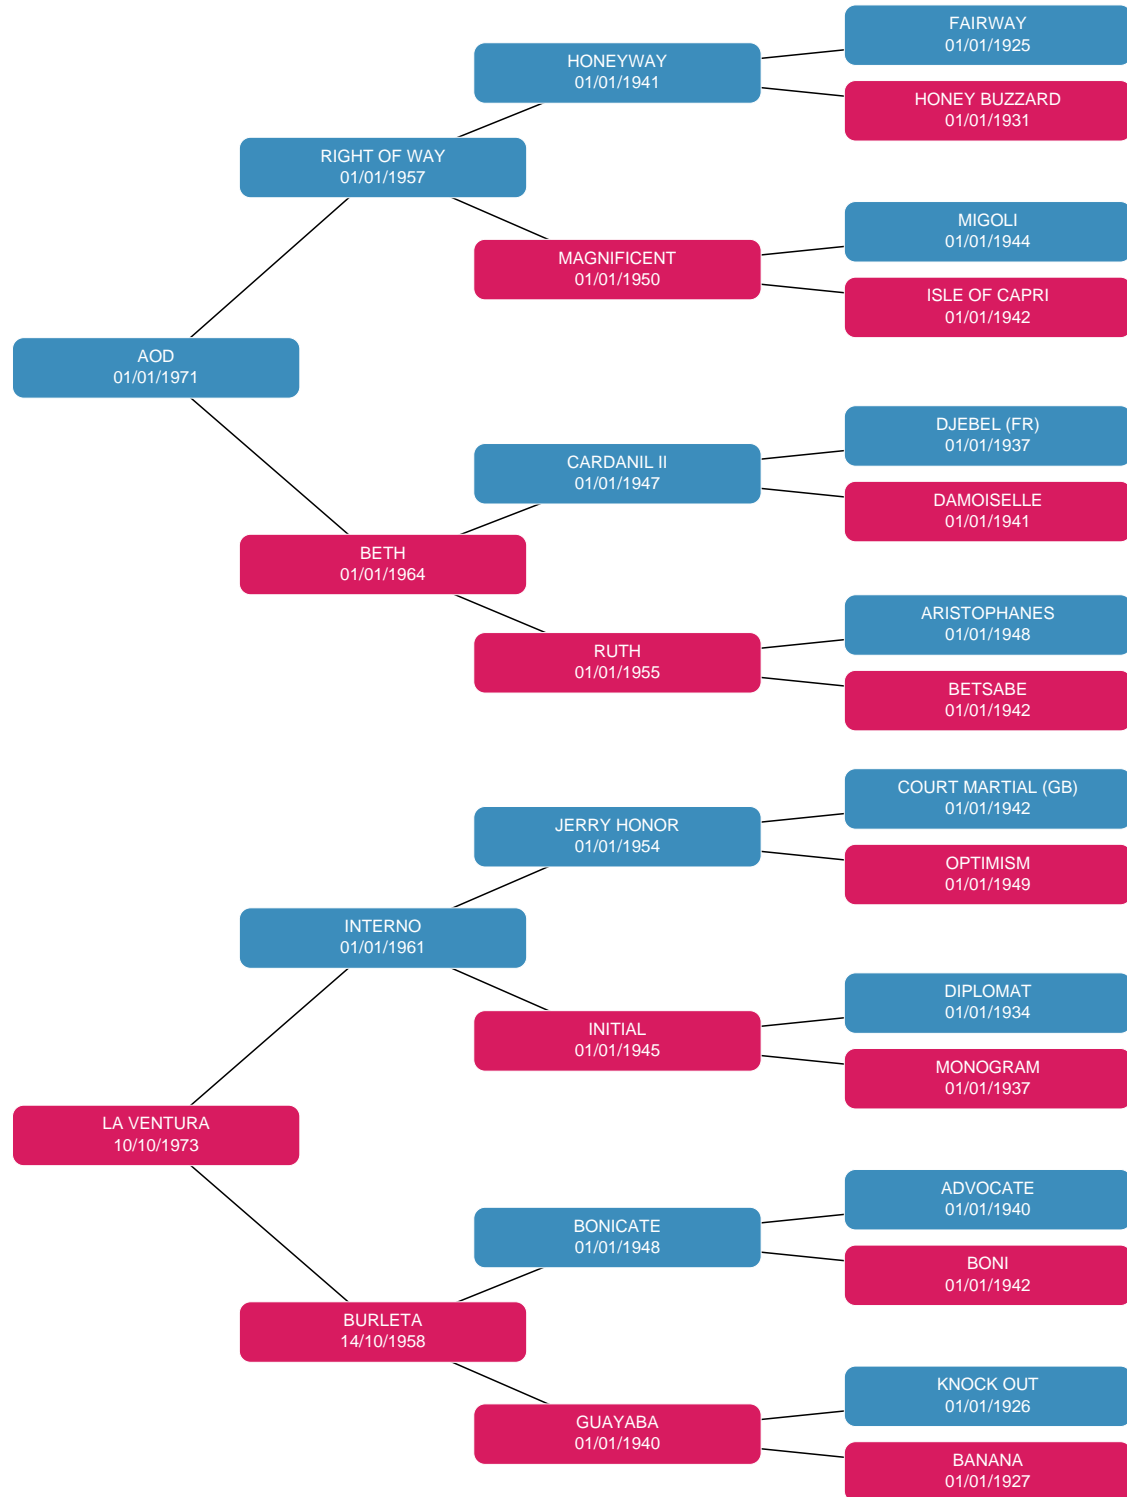 FAIRWAY
01/01/1925
HONEYWAY
01/01/1941
HONEY BUZZARD
01/01/1931
RIGHT OF WAY
01/01/1957
MIGOLI
01/01/1944
MAGNIFICENT
01/01/1950
ISLE OF CAPRI
01/01/1942
AOD
01/01/1971
DJEBEL (FR)
01/01/1937
CARDANIL II
01/01/1947
DAMOISELLE
01/01/1941
BETH
01/01/1964
ARISTOPHANES
01/01/1948
RUTH
01/01/1955
BETSABE
01/01/1942
COURT MARTIAL (GB)
01/01/1942
JERRY HONOR
01/01/1954
OPTIMISM
01/01/1949
INTERNO
01/01/1961
DIPLOMAT
01/01/1934
INITIAL
01/01/1945
MONOGRAM
01/01/1937
LA VENTURA
10/10/1973
ADVOCATE
01/01/1940
BONICATE
01/01/1948
BONI
01/01/1942
BURLETA
14/10/1958
KNOCK OUT
01/01/1926
GUAYABA
01/01/1940
BANANA
01/01/1927